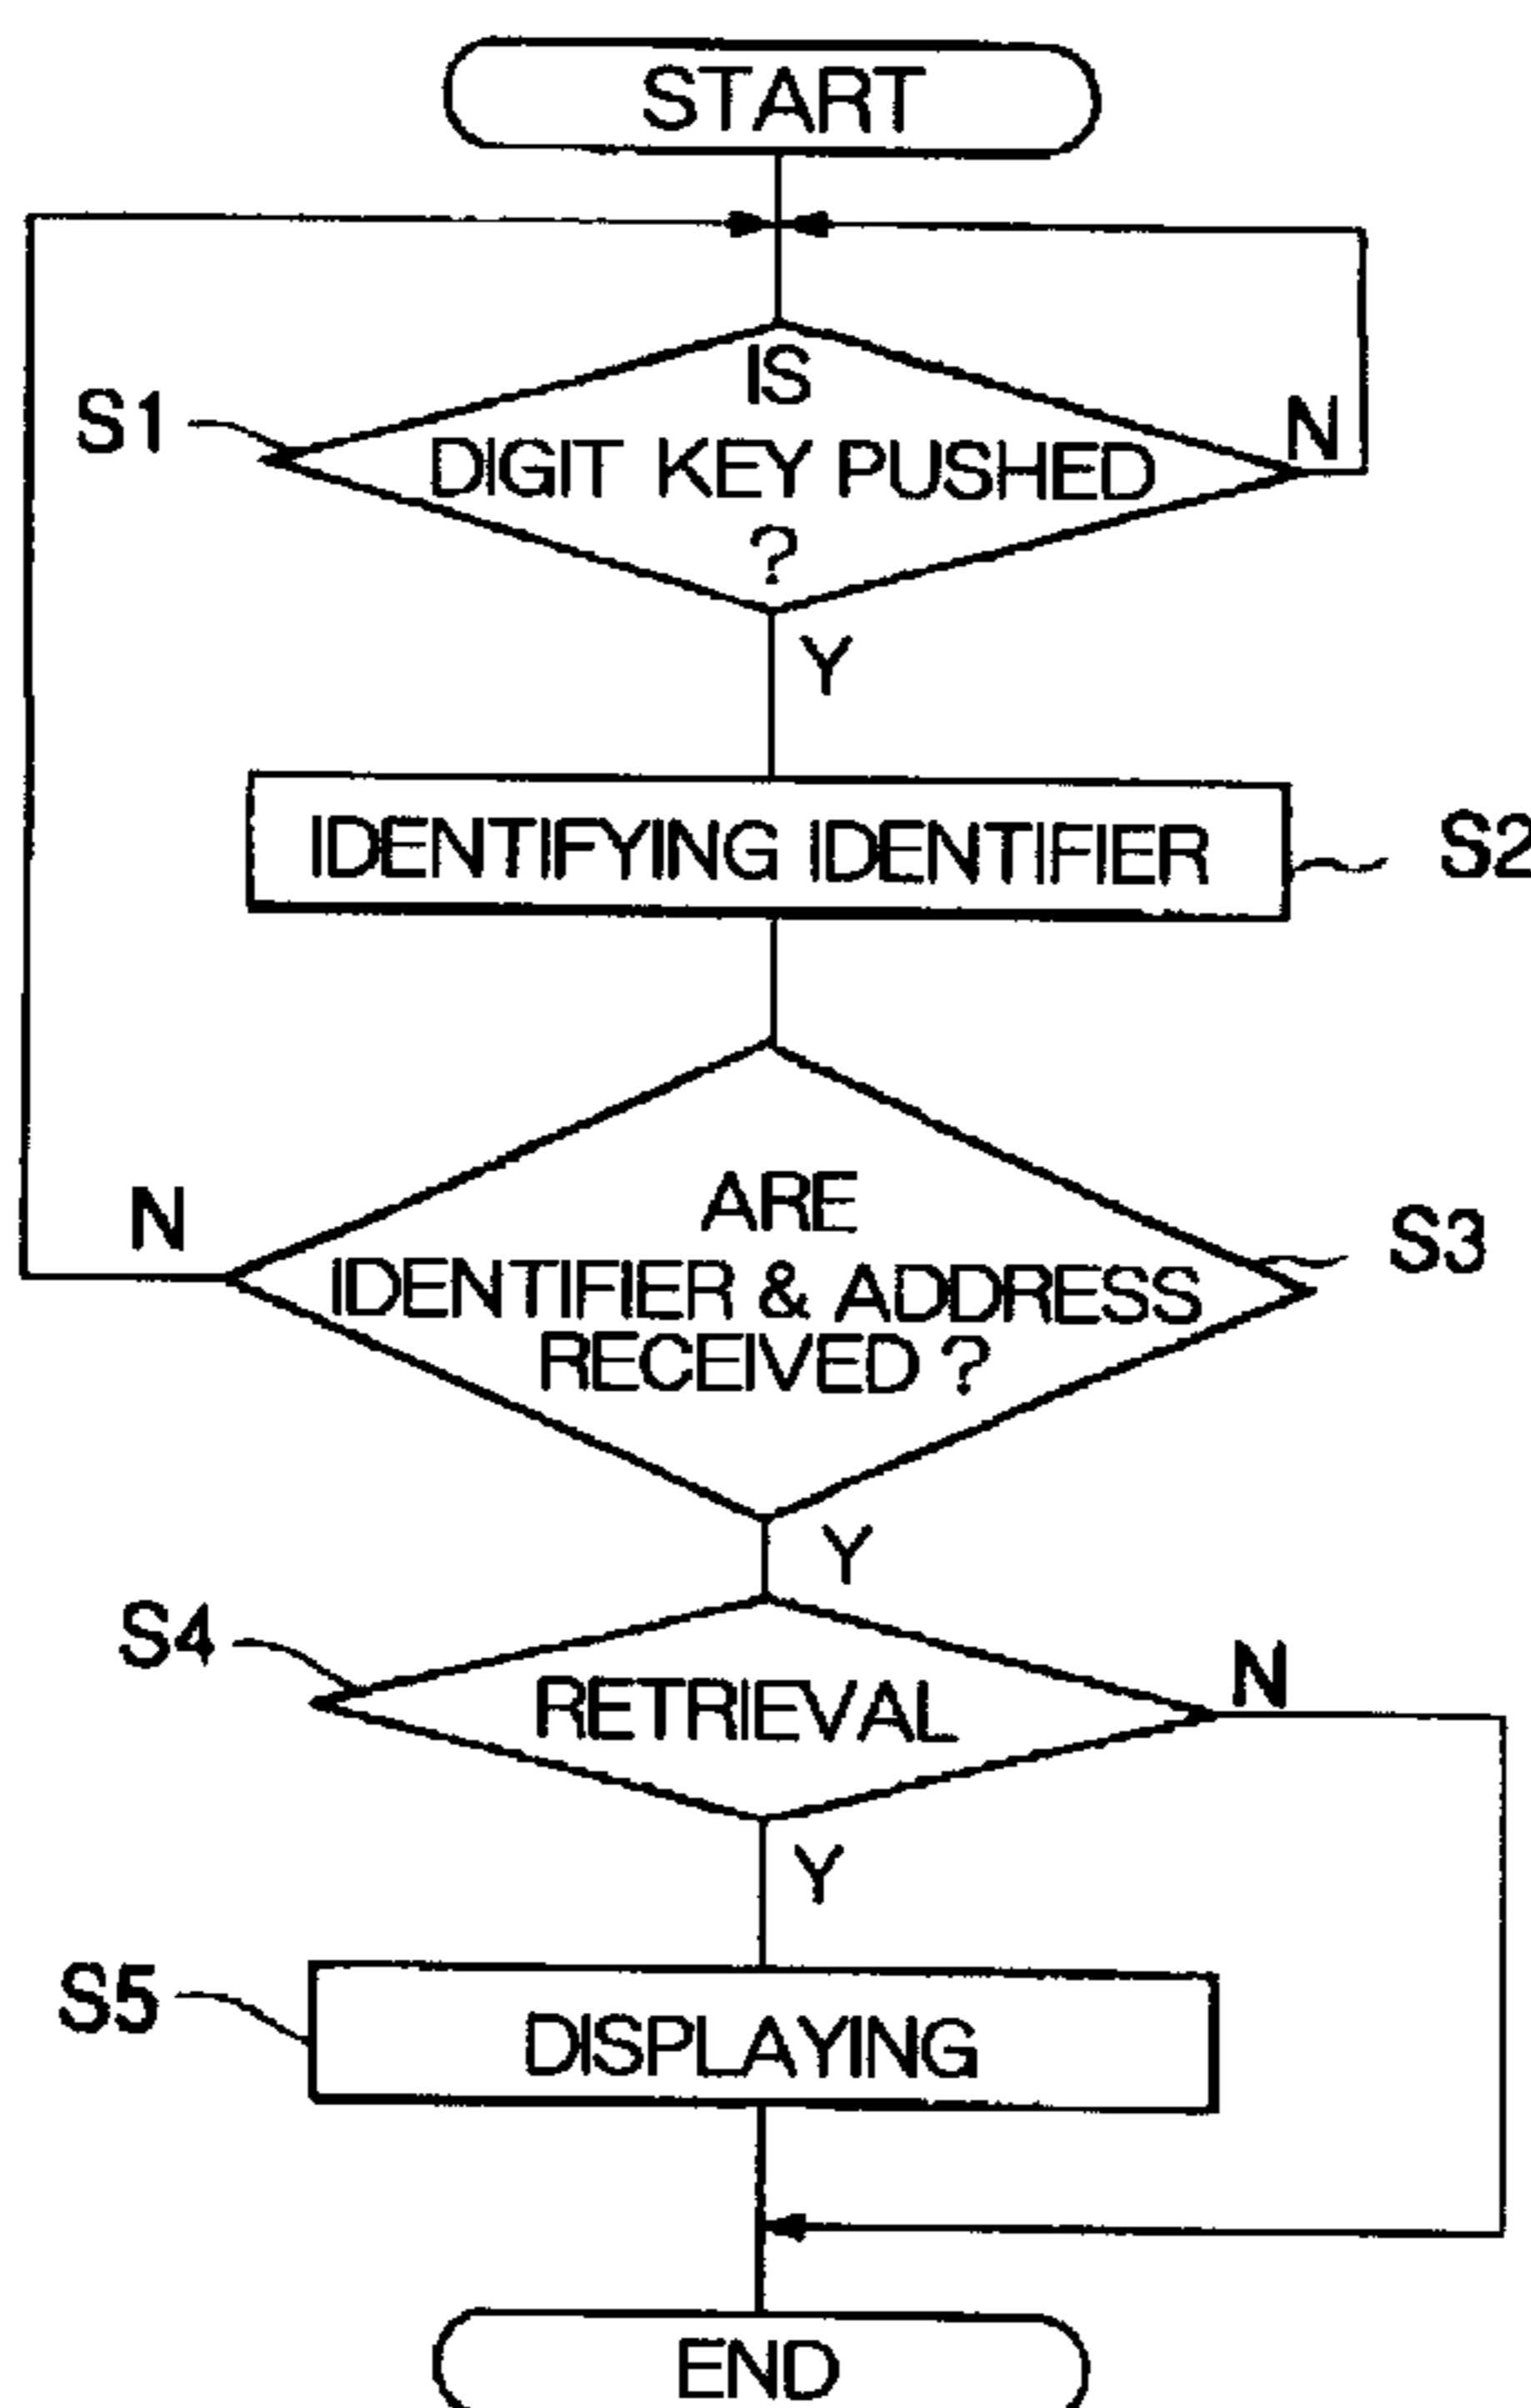 START
IS
S1
DIGIT KEY PUSHED
N
?
Y
IDENTIFYING IDENTIFIER
S2
ARE
N
S3
IDENTIFIER & ADDRESS
RECEIVED ?
Y
S4
N
RETRIEVAL
Y
S5
DISPLAYING
END